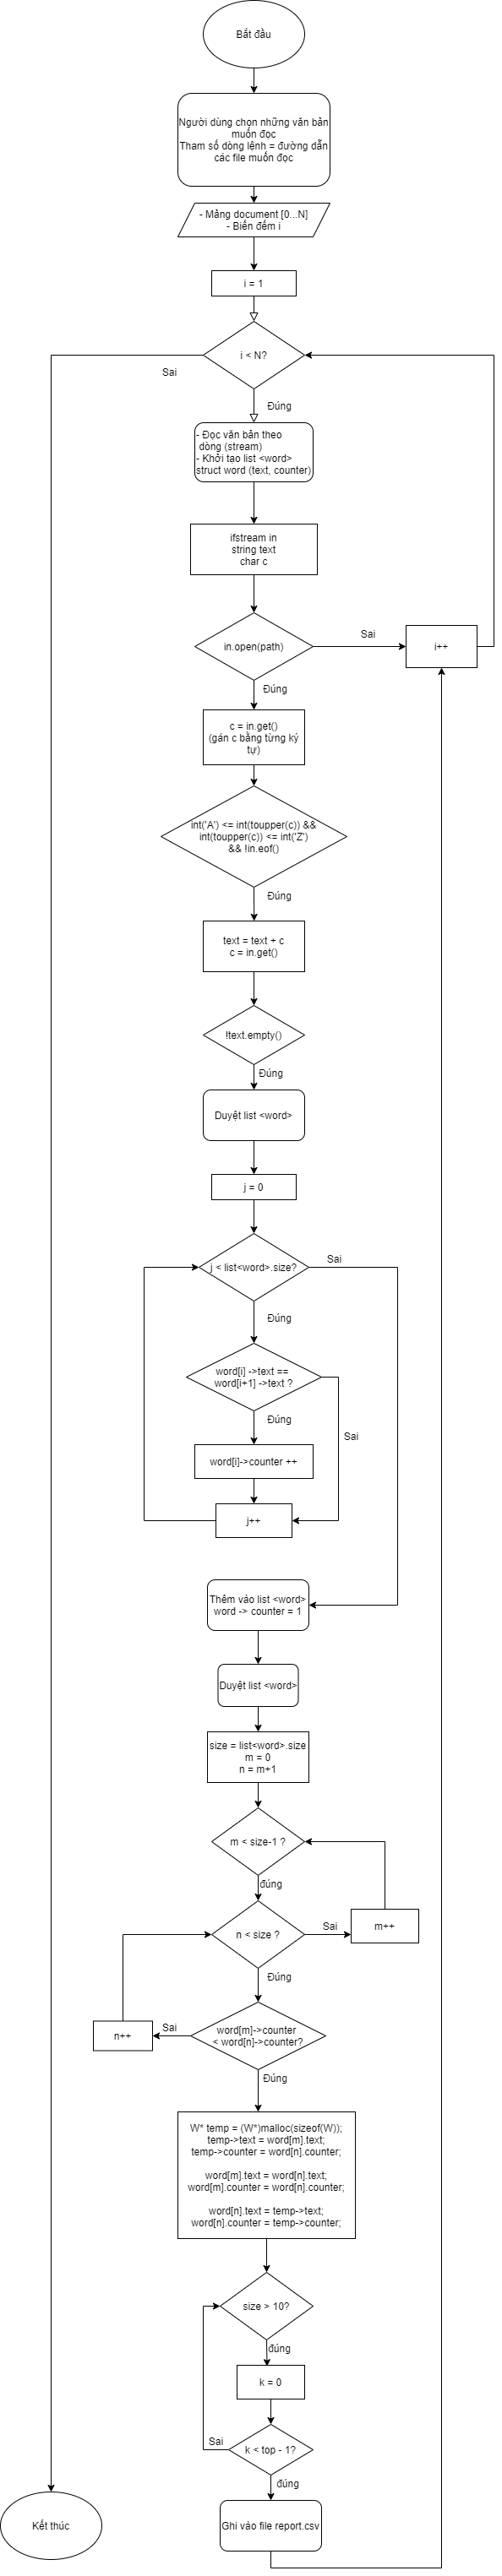 Bắt đầu
Người dùng chọn những văn bản
muốn đọc
Tham số dòng lệnh = đường dẫn
các file muốn đọc
- Mảng document [0...N]
- Biến đếm i
i = 1
i < N?
Sai
Đúng
- Đọc văn bản theo
dòng (stream)
- Khởi tạo list <word>
struct word (text, counter)
ifstream in
string text
char c
in.open(path)
Sai
i++
Đúng
c = in.get()
(gán c bằng từng ký
tự)
int('A') <= int(toupper(c)) &&
int(toupper(c)) <= int('Z')
&& !in.eof()
Đúng
text = text + c
c = in.get()
!text.empty()
Đúng
Duyệt list <word>
j = 0
j < list<word>.size?
Sai
Đúng
word[i] ->text ==
word[i+1] ->text ?
Đúng
Sai
word[i]->counter ++
j++
Thêm vào list <word>
word -> counter = 1
Duyệt list <word>
size = list<word>.size
m = 0
n = m+1
m < size-1 ?
đúng
n < size ?
Sai
m++
Đúng
word[m]->counter
< word[n]->counter?
Sai
n++
Đúng
W* temp = (W*)malloc(sizeof(W));
temp->text = word[m].text;
temp->counter = word[n].counter;
word[m].text = word[n].text;
word[m].counter = word[n].counter;
word[n].text = temp->text;
word[n].counter = temp->counter;
size > 10?
đúng
k = 0
Sai
k < top - 1?
đúng
Ghi vào file report.csv
Kết thúc